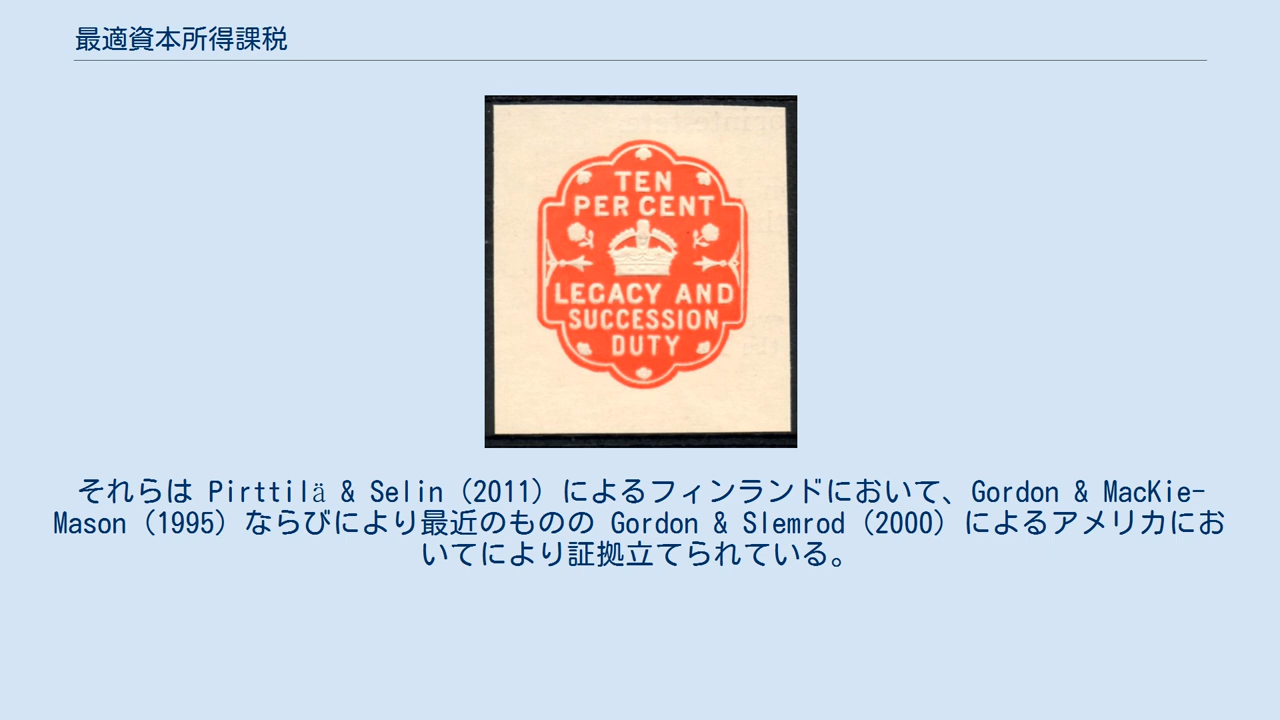 最適資本所得課税
TEN
PER CENT
LEGACY AND
SUCCESSION
DUTY
それらは Pirttilä & Selin (2011) によるフィンランドにおいて、Gordon & MacKie-
Mason (1995) ならびにより最近のものの Gordon & Slemrod (2000) によるアメリカにお
いてにより証拠立てられている。